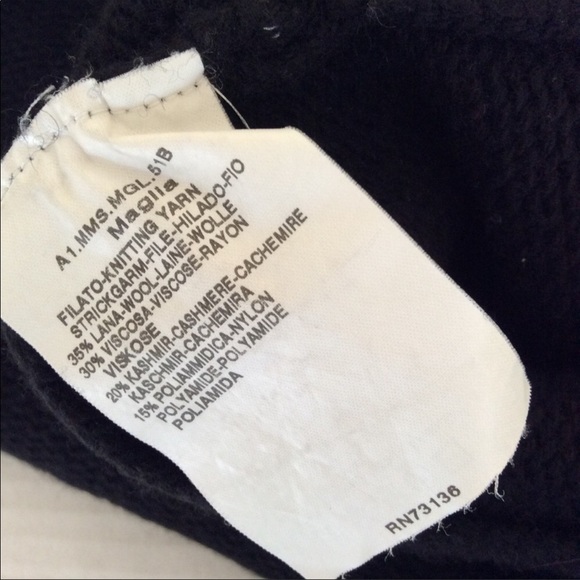 A1.MMS.MGL.51B
Maglia
FILATO-KNITTING YARN
STRICKGARM-FILE-HILADO-FIO
35% LANA-WOOL-LAINE-WOLLE
30% VISCOSA-VISCOSE-RAYON
VISKOSE
20% KASHMIR-CASHMERE-CACHEMIRE
KASCHMIR-CACHEMIRA
15% POLIAMMIDICA-NYLON
POLYAMIDE-POLYAMIDE
POLIAMIDA
RN73136